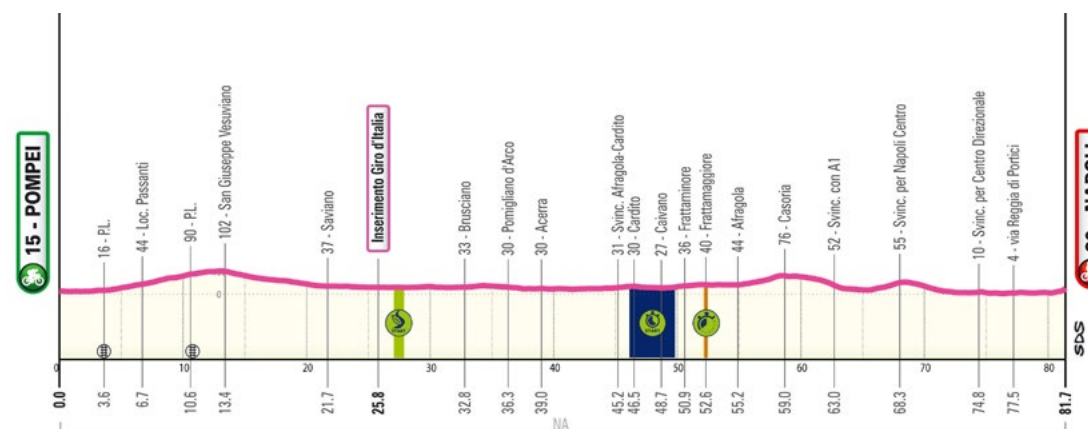 15 - POMPEI
16 - P.L.
44 - Loc. Passanti
90 - P.L.
102 - San Giuseppe Vesuviano
37 - Saviano
Inserimento Giro d'Italia
33 - Brusciano
30 - Pomigliano d'Arco
30 - Acerra
31 - Svinc. Afragola-Cardito
30 - Cardito
27 - Caivano
36 - Frattaminore
40 - Frattamaggiore
44 - Afragola
76 - Casoria
52 - Svinc. con A1
55 - Svinc. per Napoli Centro
10 - Svinc. per Centro Direzionale
4 - via Reggia di Portici
0
START
START
SDS
0 10 20 30 40 50 60 70 80
0.0 3.6 6.7 10.6 13.4 21.7 25.8 32.8 36.3 39.0 45.2 46.5 48.7 50.9 52.6 55.2 59.0 63.0 68.3 74.8 77.5 81.7
NA